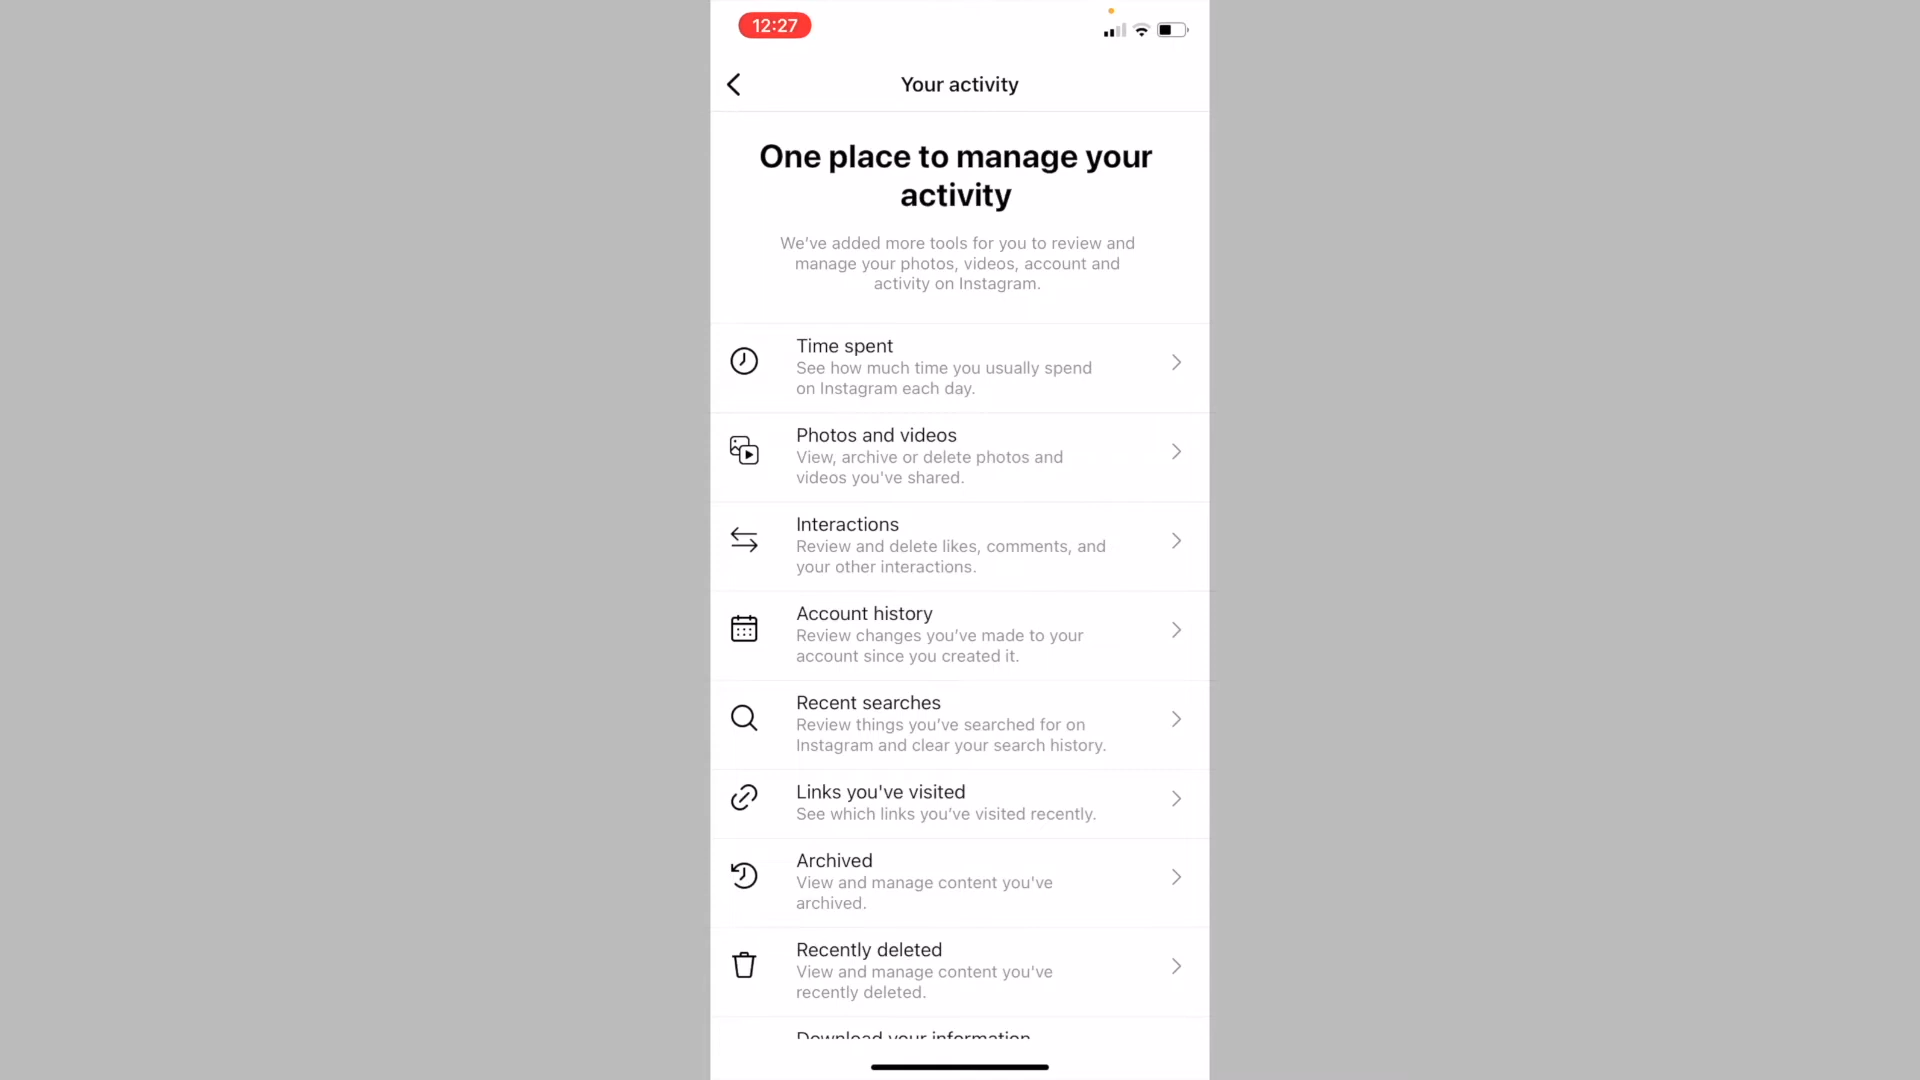 12:27
Your activity
One place to manage your
activity
We've added more tools for you to review and
manage your photos, videos, account and
activity on Instagram.
Time spent
See how much time you usually spend
on Instagram each day.
Photos and videos
View, archive or delete photos and
videos you've shared.
Interactions
Review and delete likes, comments, and
your other interactions.
Account history
Review changes you've made to your
account since you created it.
Recent searches
Review things you've searched for on
Instagram and clear your search history.
Links you've visited
See which links you've visited recently.
Archived
View and manage content you've
archived.
Recently deleted
View and manage content you've
recently deleted.
Download your information